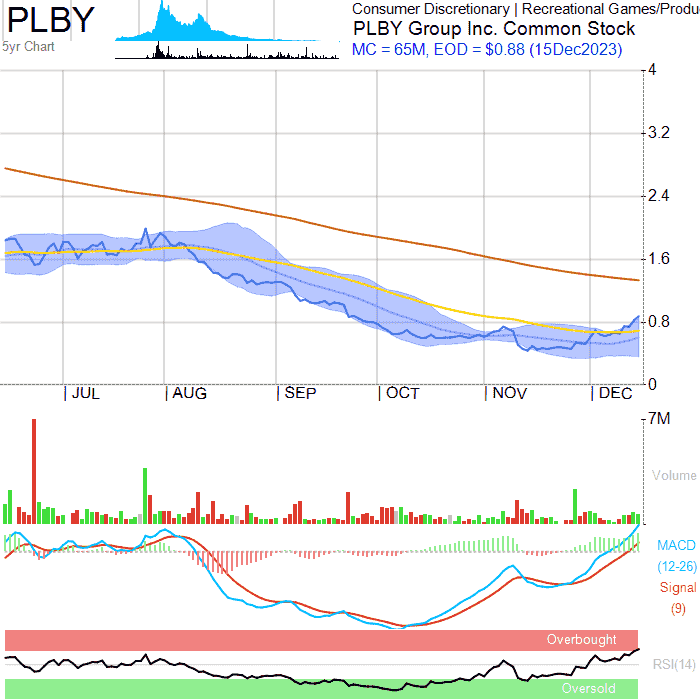 PLBY
5yr Chart
Consumer Discretionary | Recreational Games/Produ
PLBY Group Inc. Common Stock
MC = 65M, EOD = $0.88 (15Dec2023)
4
3.2
2.4
1.6
0.8
0
JUL
AUG
SEP
OCT
NOV
DEC
7M
Volume
MACD
(12-26)
Signal
(9)
Overbought
RSI(14)
Oversold